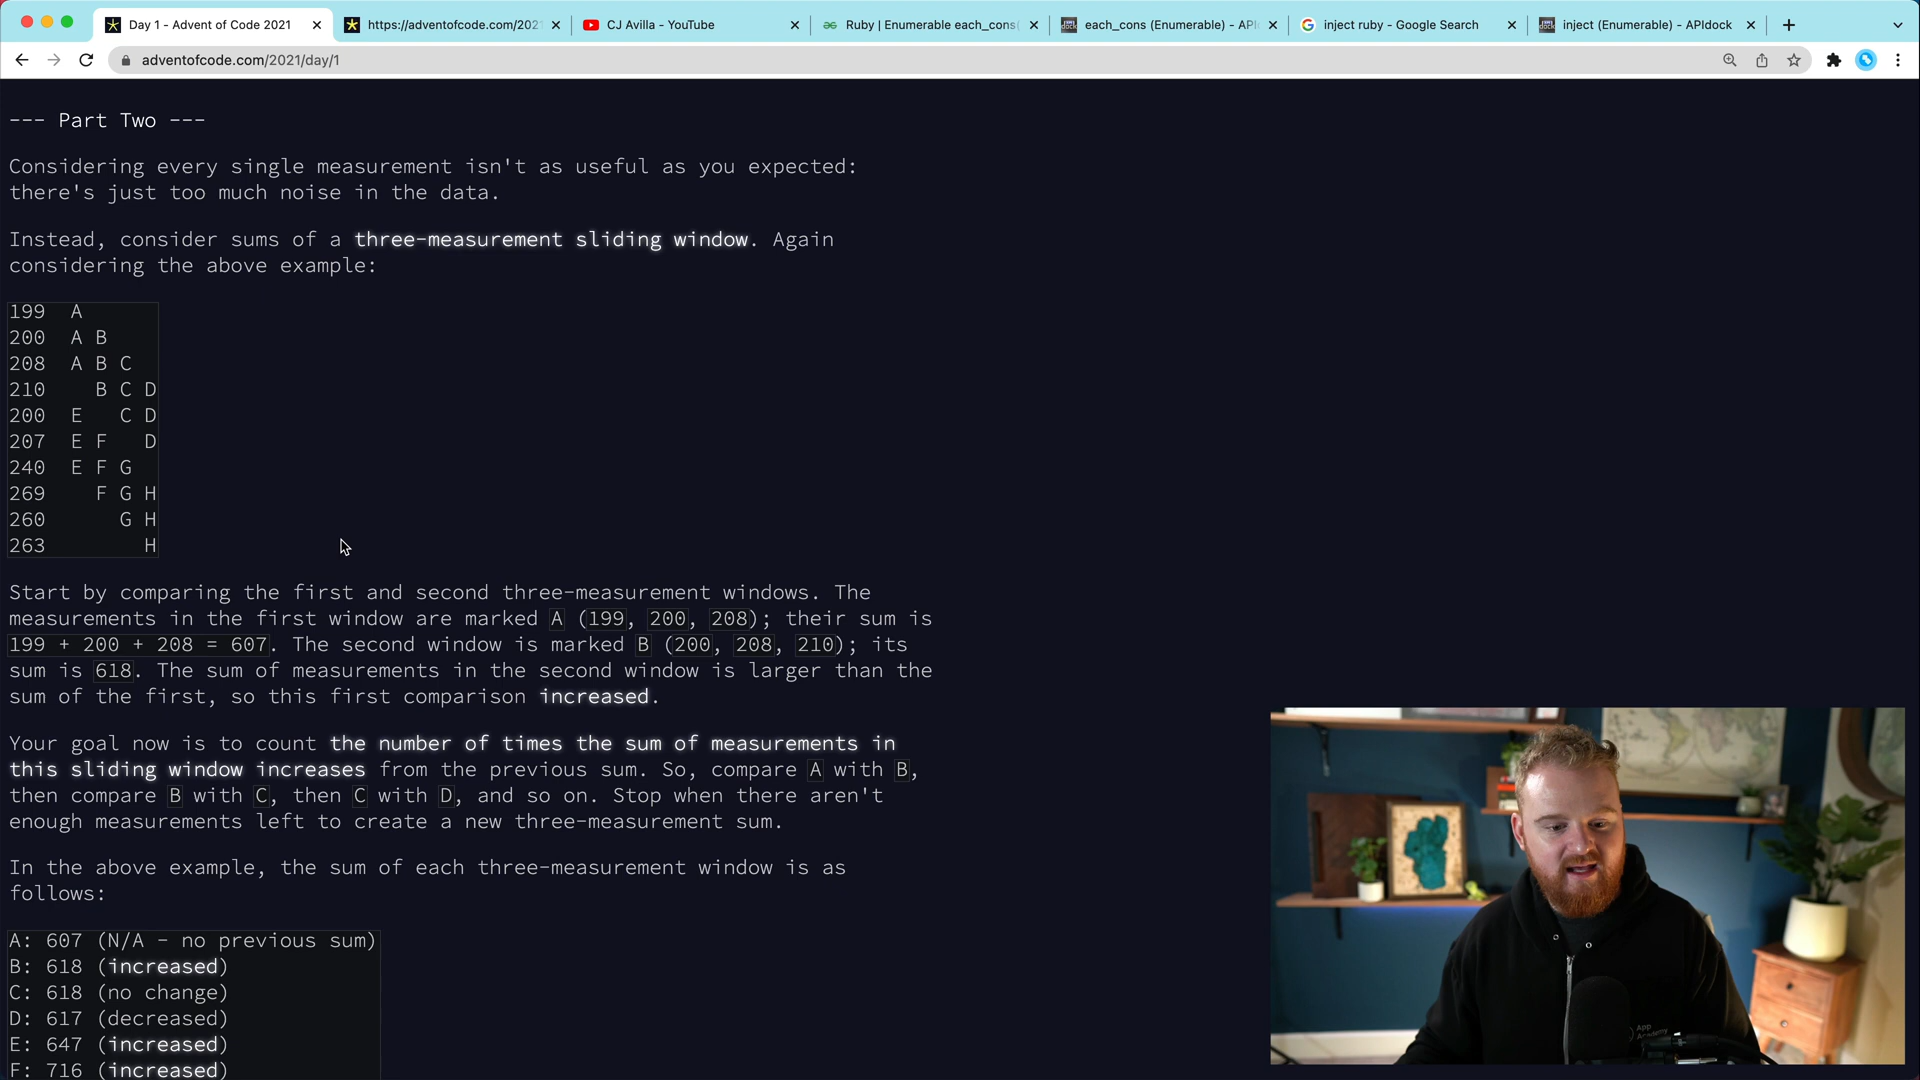 Day 1 - Advent of Code 2021
https://adventofcode.com/202
CJ Avilla - YouTube
Ruby | Enumerable each_cons(
each_cons (Enumerable) - API
inject ruby - Google Search
inject (Enumerable) - APIdock
adventofcode.com/2021/day/1
--- Part Two ---
Considering every single measurement isn't as useful as you expected:
there's just too much noise in the data.
Instead, consider sums of a three-measurement sliding window. Again
considering the above example:
199 A
200 A B
208 A B C
210 B C D
200 E C D
207 E F D
240 E F G
269 F G H
260 G H
263 H
Start by comparing the first and second three-measurement windows. The
measurements in the first window are marked A (199, 200, 208); their sum is
199 + 200 + 208 = 607. The second window is marked B (200, 208, 210); its
sum is 618. The sum of measurements in the second window is larger than the
sum of the first, so this first comparison increased.
Your goal now is to count the number of times the sum of measurements in
this sliding window increases from the previous sum. So, compare A with B,
then compare B with C, then C with D, and so on. Stop when there aren't
enough measurements left to create a new three-measurement sum.
In the above example, the sum of each three-measurement window is as
follows:
A: 607 (N/A - no previous sum)
B: 618 (increased)
C: 618 (no change)
D: 617 (decreased)
E: 647 (increased)
F: 716 (increased)
App
Academy